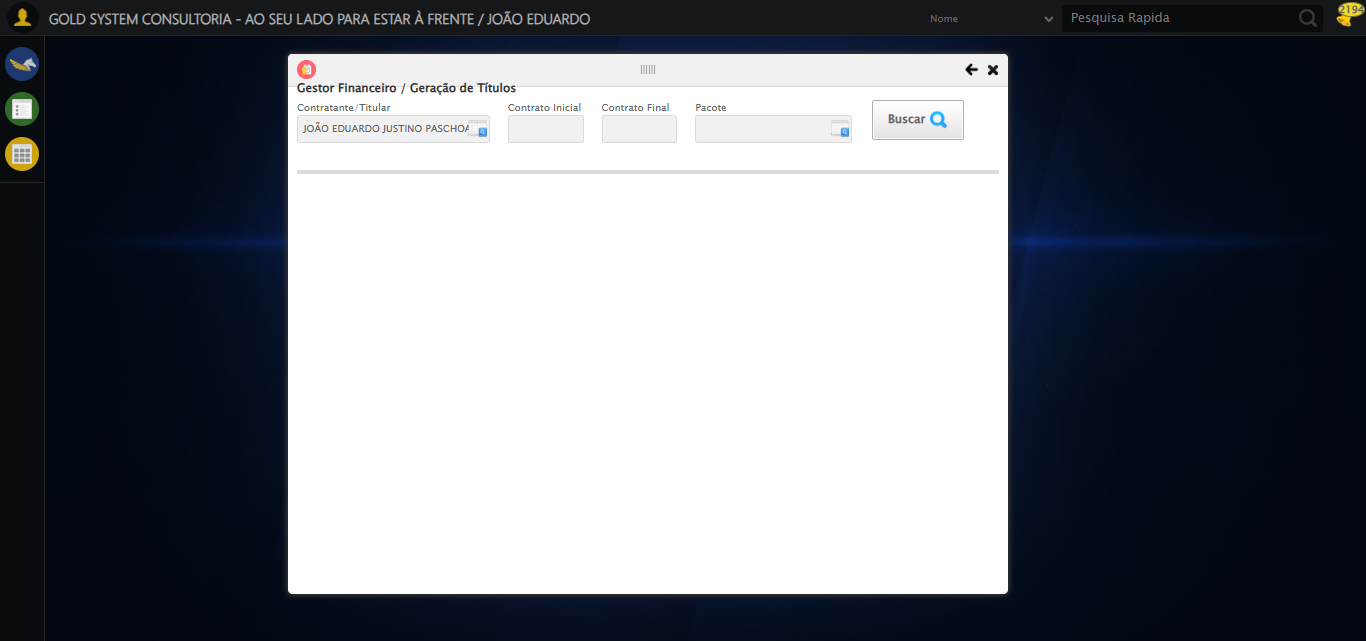 GOLD SYSTEM CONSULTORIA - AO SEU LADO PARA ESTAR À FRENTE / JOÃO EDUARDO
Nome
Pesquisa Rapida
2194
Gestor Financeiro / Geração de Títulos
Contratante/Titular
Contrato Inicial
Contrato Final
Pacote
JOÃO EDUARDO JUSTINO PASCHOA
Buscar